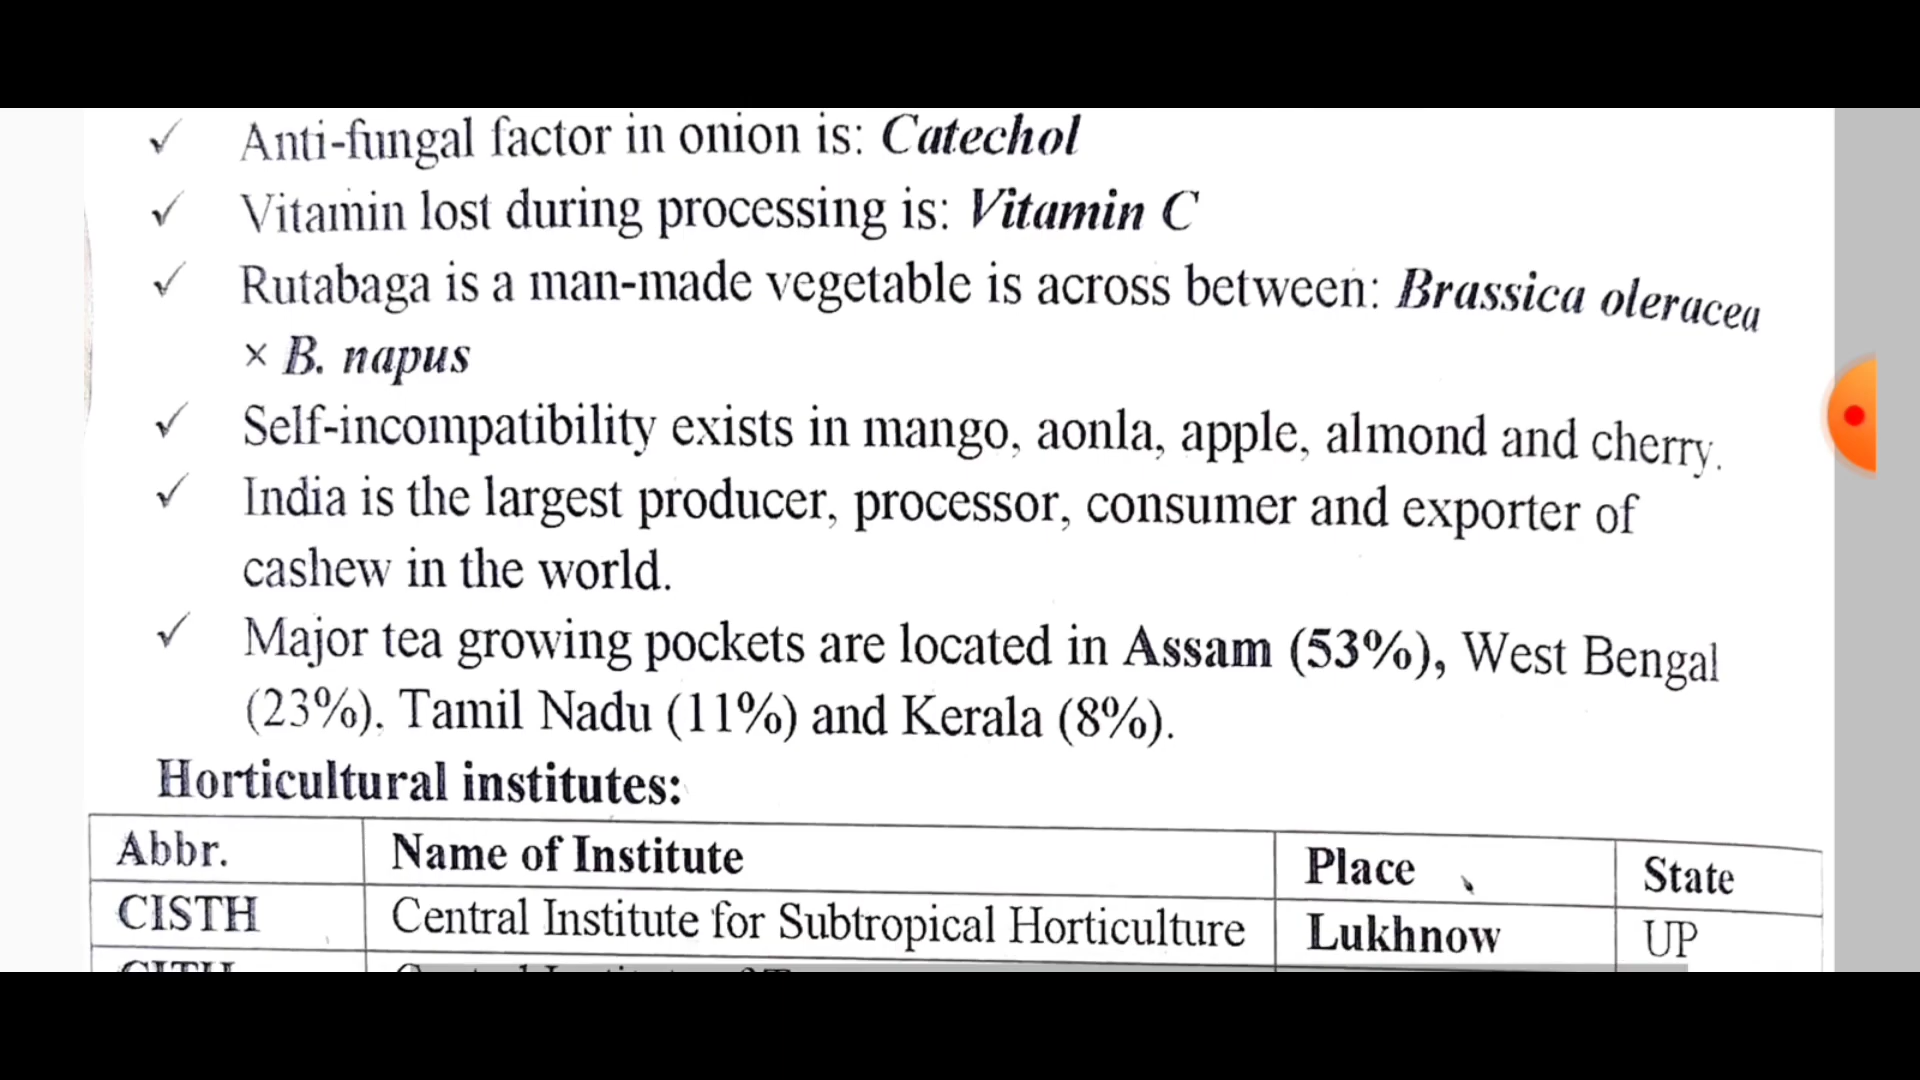 ✓ Anti-fungal factor in onion is: Catechol
✓ Vitamin lost during processing is: Vitamin C
✓ Rutabaga is a man-made vegetable is across between: Brassica oleracea
× B. napus
✓ Self-incompatibility exists in mango, aonla, apple, almond and cherry.
✓ India is the largest producer, processor, consumer and exporter of
cashew in the world.
✓ Major tea growing pockets are located in Assam (53%), West Bengal
(23%). Tamil Nadu (11%) and Kerala (8%).
Horticultural institutes:
Abbr. Name of Institute Place State
CISTH Central Institute for Subtropical Horticulture Lukhnow UP